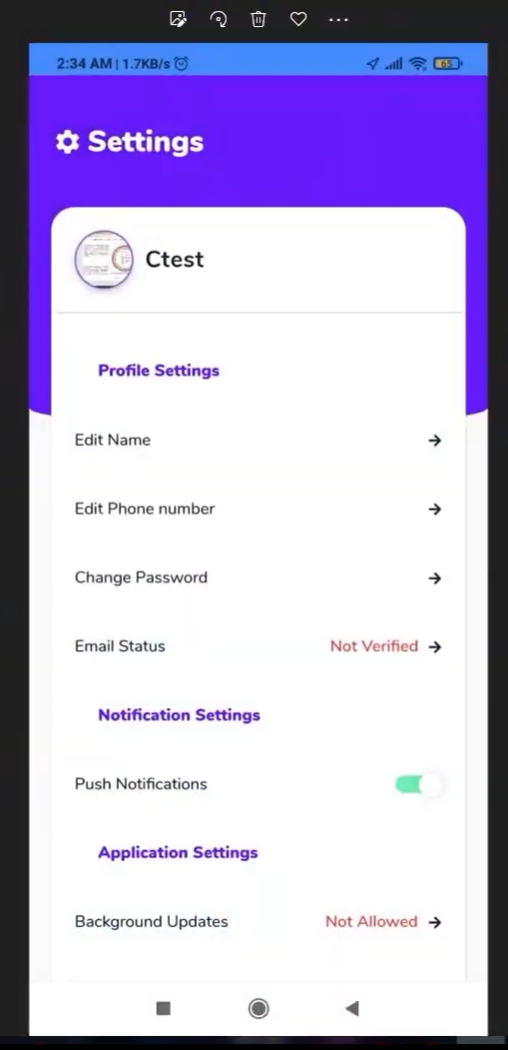 2:34 AM | 1.7KB/s
65
Settings
Ctest
Profile Settings
Edit Name
Edit Phone number
Change Password
Email Status Not Verified
Notification Settings
Push Notifications
Application Settings
Background Updates Not Allowed